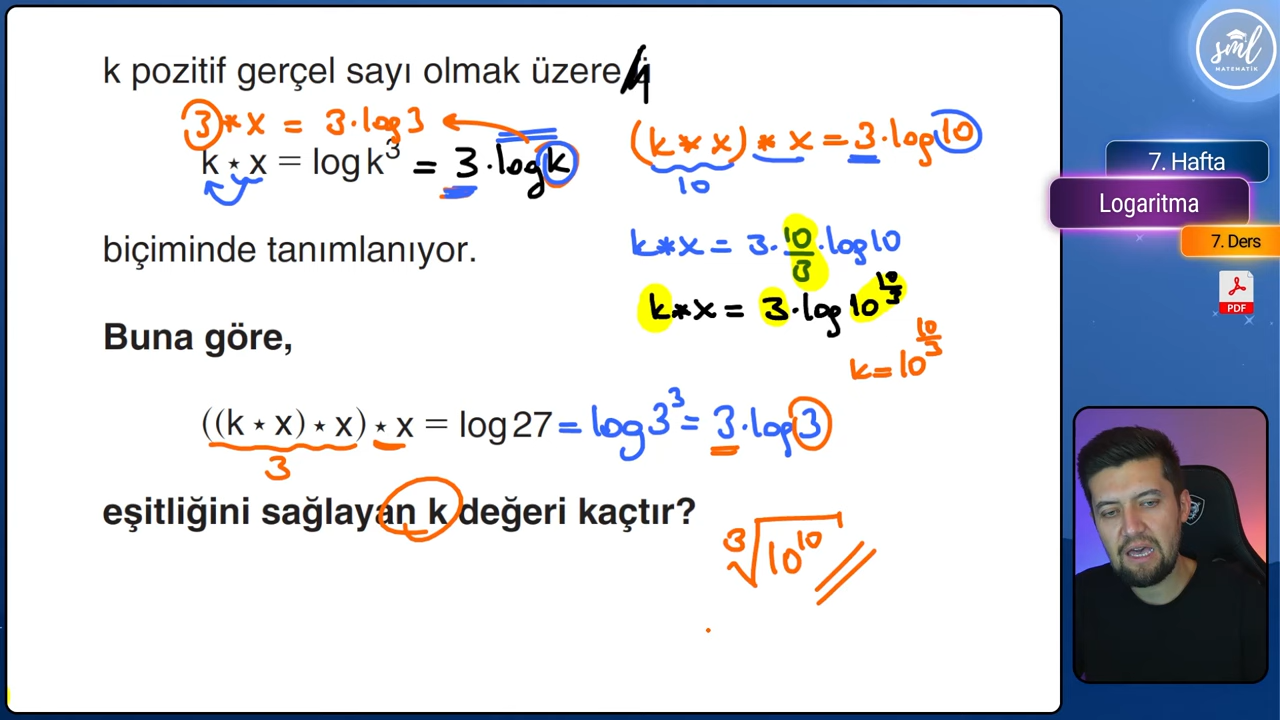 k pozitif gerçel sayı olmak üzere,
3 * x = 3·log3
k ⋆ x = log k³ = 3·log k
biçiminde tanımlanıyor.
Buna göre,
((k ⋆ x) ⋆ x) ⋆ x = log 27 = log 3³ = 3·log 3
3
eşitliğini sağlayan k değeri kaçtır?
(k * x) * x = 3·log 10
10
k * x = 3·10/3·log 10
k * x = 3·log 10^(10/3)
k = 10^(10/3)
³√10¹⁰
sml
MATEMATİK
7. Hafta
Logaritma
7. Ders
PDF